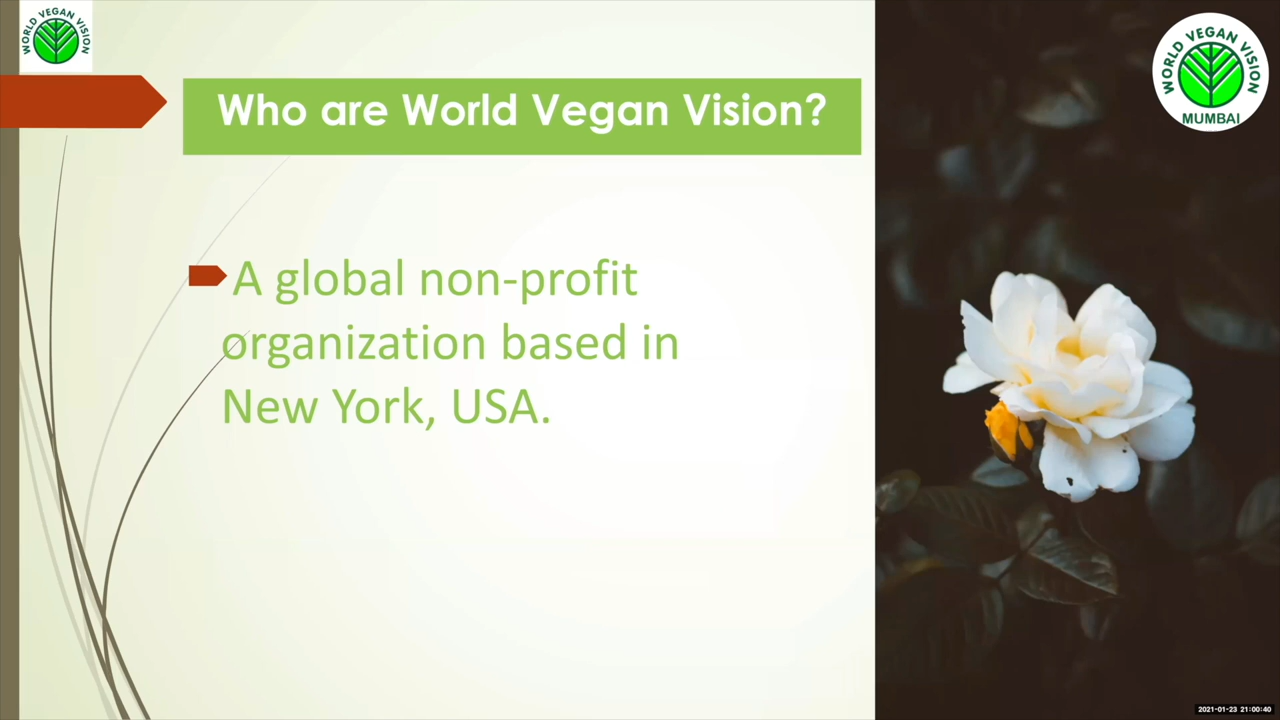 WORLD VEGAN VISION
Who are World Vegan Vision?
WORLD VEGAN VISION
MUMBAI
A global non-profit
organization based in
New York, USA.
2021-01-23 21:00:40